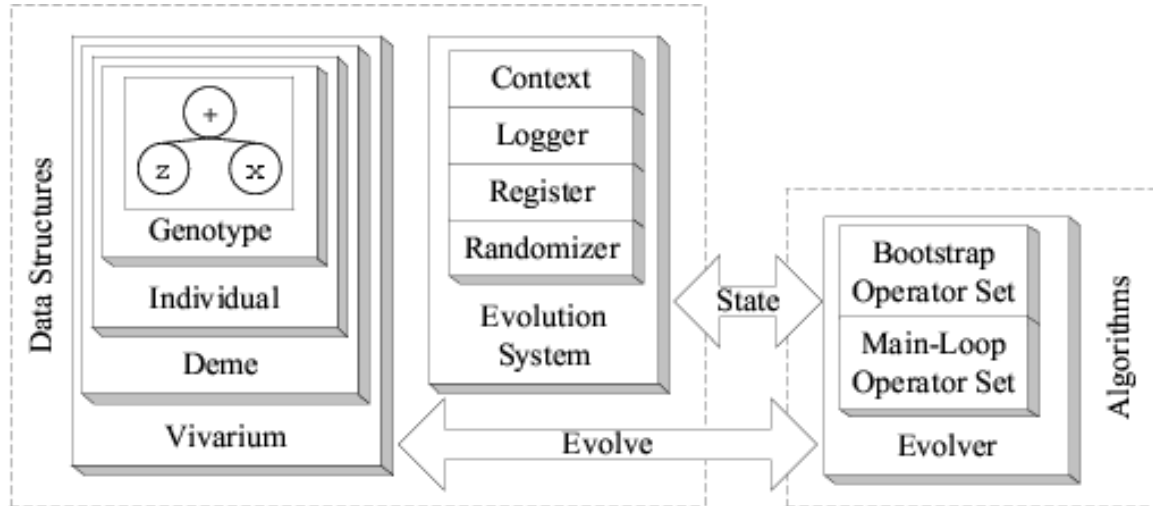 Data Structures
+
z
x
Genotype
Individual
Deme
Vivarium
Context
Logger
Register
Randomizer
Evolution
System
State
Evolve
Bootstrap
Operator Set
Main-Loop
Operator Set
Evolver
Algorithms